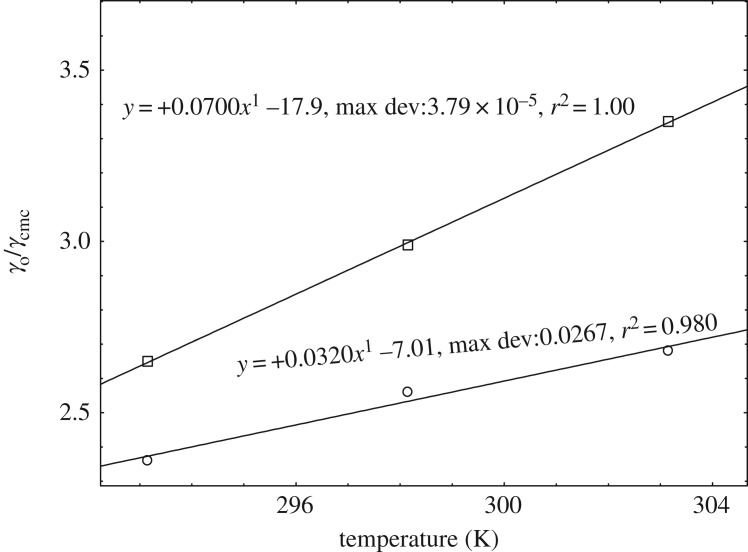 3.5
y = +0.0700x¹ –17.9, max dev:3.79 × 10⁻⁵, r² = 1.00
3.0
γₒ/γcmc
y = +0.0320x¹ –7.01, max dev:0.0267, r² = 0.980
2.5
296 300 304
temperature (K)